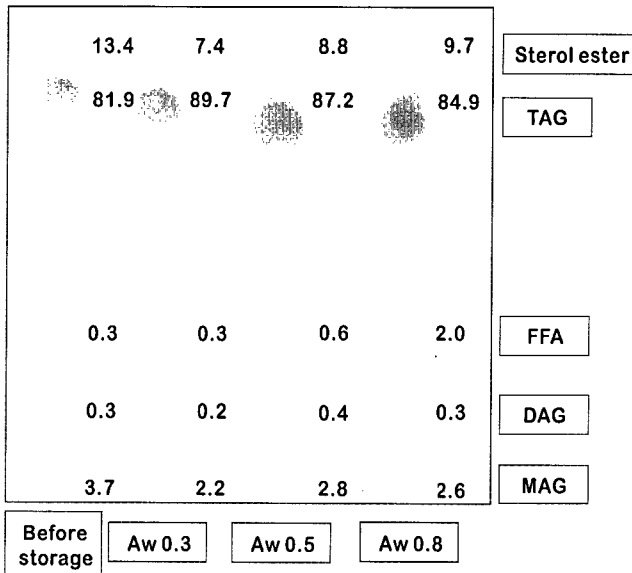 13.4 7.4 8.8 9.7 Sterol ester
81.9 89.7 87.2 84.9 TAG
0.3 0.3 0.6 2.0 FFA
0.3 0.2 0.4 0.3 DAG
3.7 2.2 2.8 2.6 MAG
Before
storage Aw 0.3 Aw 0.5 Aw 0.8